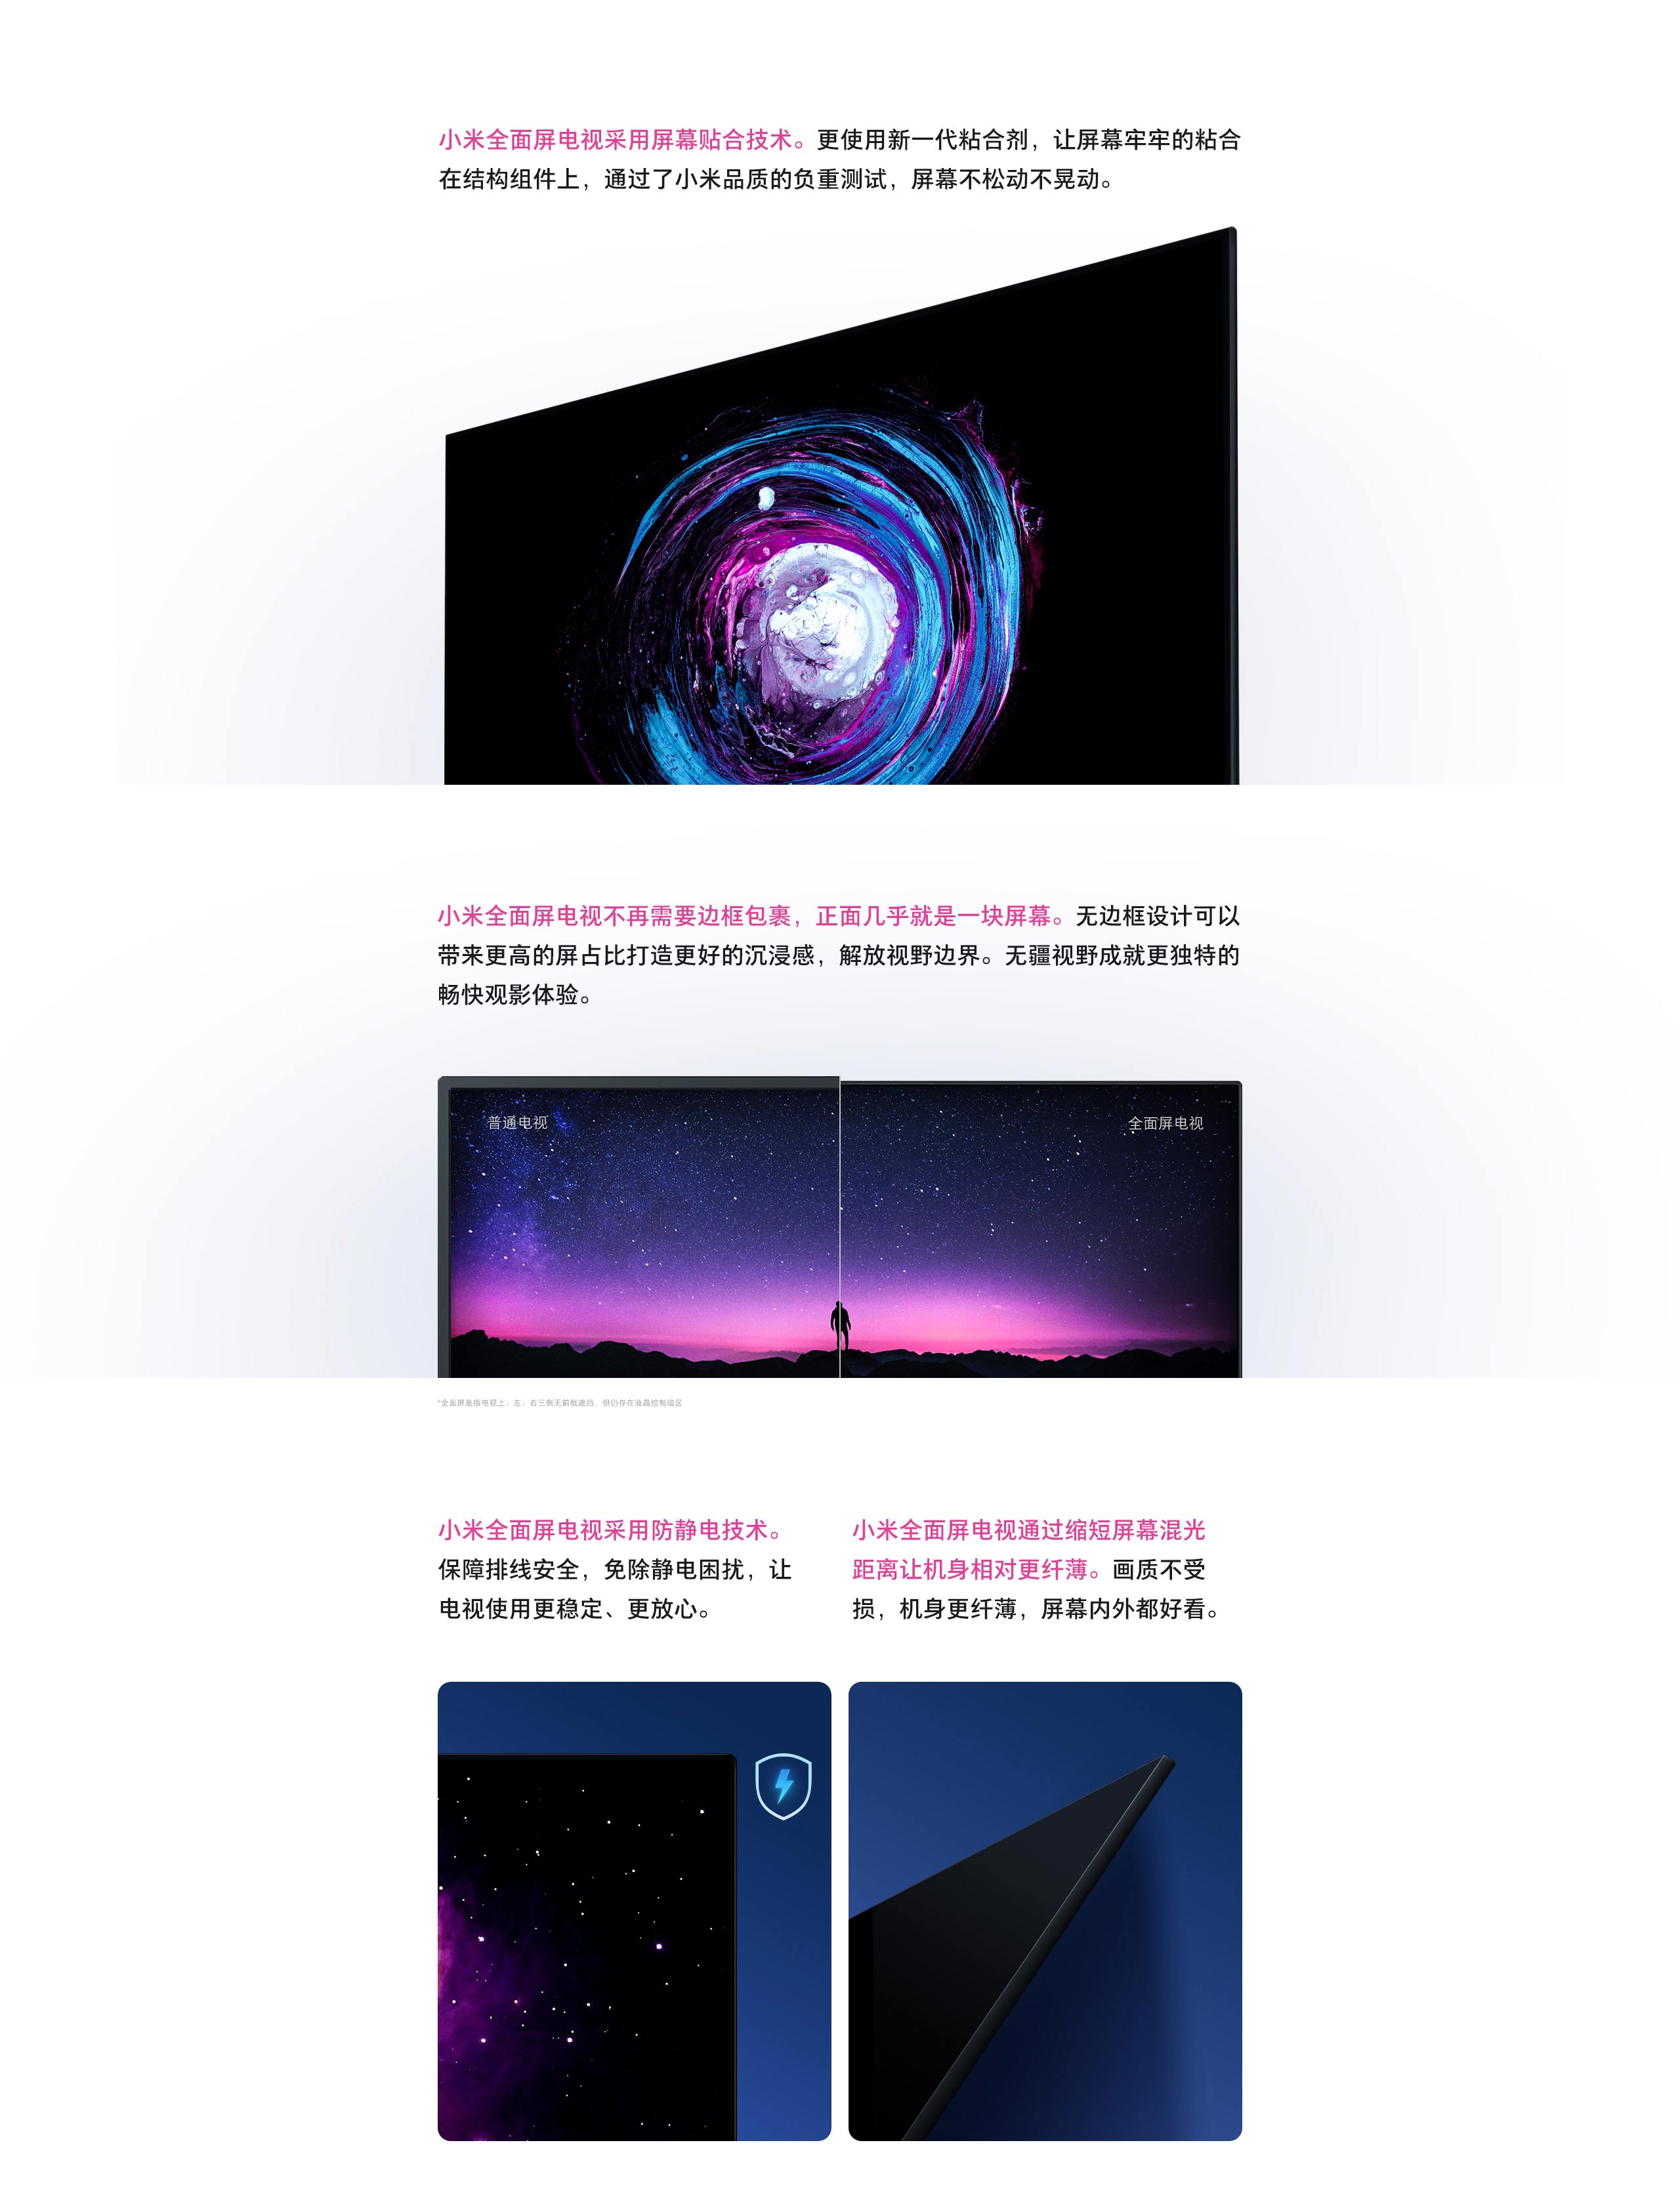 小米全面屏电视采用屏幕贴合技术。更使用新一代粘合剂，让屏幕牢牢的粘合
在结构组件上，通过了小米品质的负重测试，屏幕不松动不晃动。
小米全面屏电视不再需要边框包裹，正面几乎就是一块屏幕。无边框设计可以
带来更高的屏占比打造更好的沉浸感，解放视野边界。无疆视野成就更独特的
畅快观影体验。
普通电视
全面屏电视
*全面屏是指电视上、左、右三侧无前框遮挡，但仍存在液晶控制暗区
小米全面屏电视采用防静电技术。
保障排线安全，免除静电困扰，让
电视使用更稳定、更放心。
小米全面屏电视通过缩短屏幕混光
距离让机身相对更纤薄。画质不受
损，机身更纤薄，屏幕内外都好看。